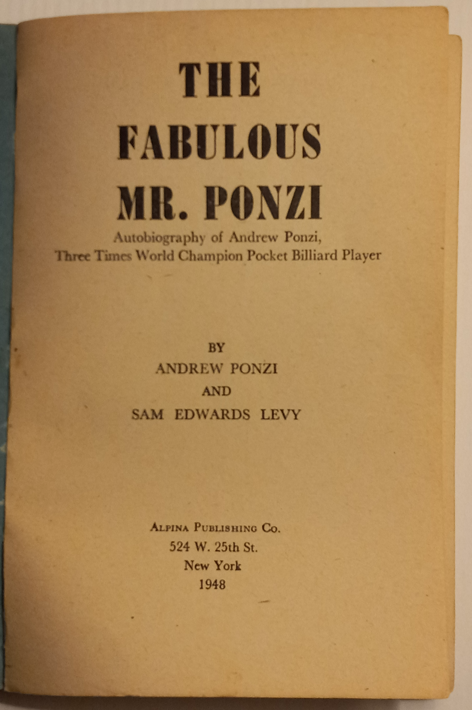 THE
FABULOUS
MR. PONZI
Autobiography of Andrew Ponzi,
Three Times World Champion Pocket Billiard Player
BY
ANDREW PONZI
AND
SAM EDWARDS LEVY
ALPINA PUBLISHING CO.
524 W. 25th St.
New York
1948